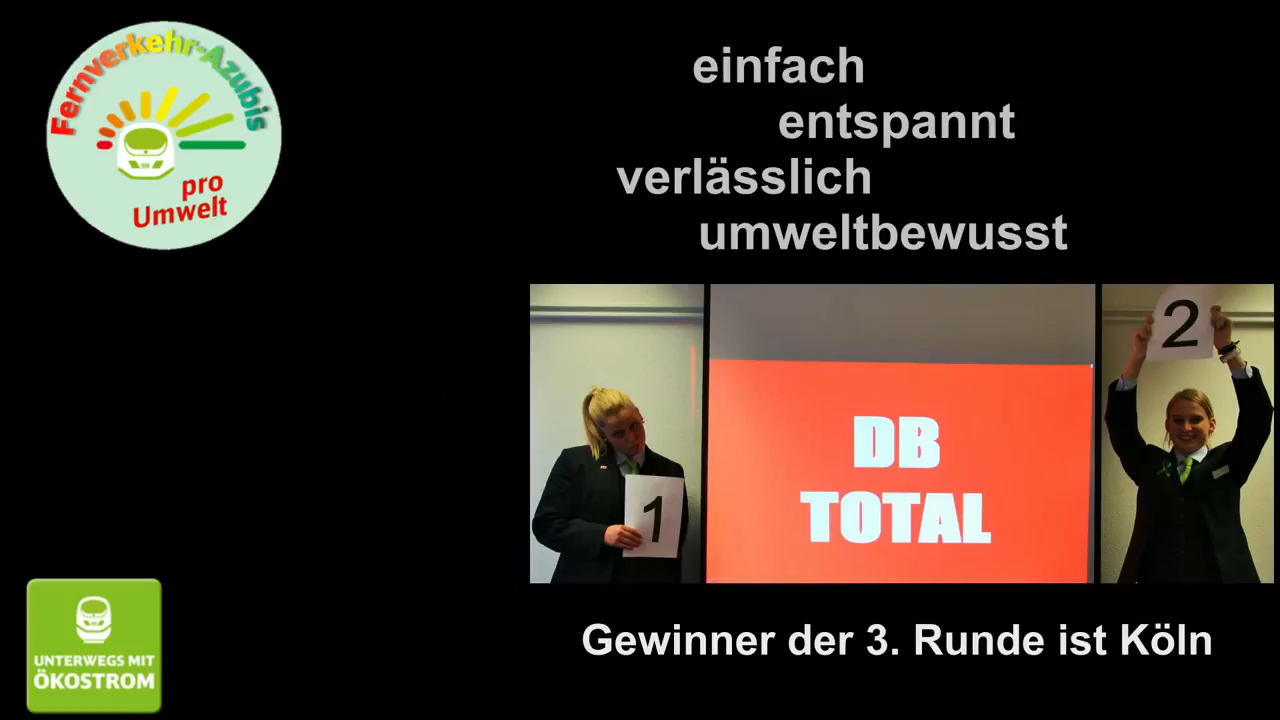 Fernverkehr-Azubis
pro
Umwelt
einfach
entspannt
verlässlich
umweltbewusst
1
DB
TOTAL
2
Gewinner der 3. Runde ist Köln
UNTERWEGS MIT
ÖKOSTROM